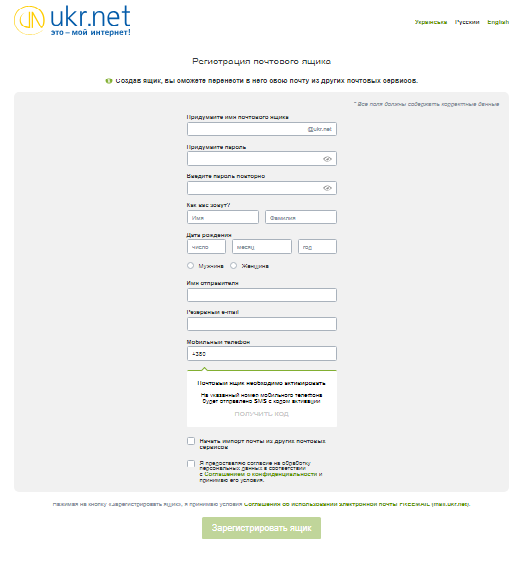 ukr.net
это – мой интернет!
Українська Русский English
Регистрация почтового ящика
Создав ящик, вы сможете перенести в него свою почту из других почтовых сервисов.
* Все поля должны содержать корректные данные
Придумайте имя почтового ящика
@ukr.net
Придумайте пароль
Введите пароль повторно
Как вас зовут?
Имя Фамилия
Дата рождения
число месяц год
Мужчина Женщина
Имя отправителя
Резервный e-mail
Мобильный телефон
+380
Почтовый ящик необходимо активировать
На указанный номер мобильного телефона
будет отправлено SMS с кодом активации
ПОЛУЧИТЬ КОД
Начать импорт почты из других почтовых
сервисов
Я предоставляю согласие на обработку
персональных данных в соответствии
с Соглашением о конфиденциальности и
принимаю его условия.
Нажимая на кнопку «Зарегистрировать ящик», я принимаю условия Соглашения об использовании электронной почты FREEMAIL (mail.ukr.net).
Зарегистрировать ящик